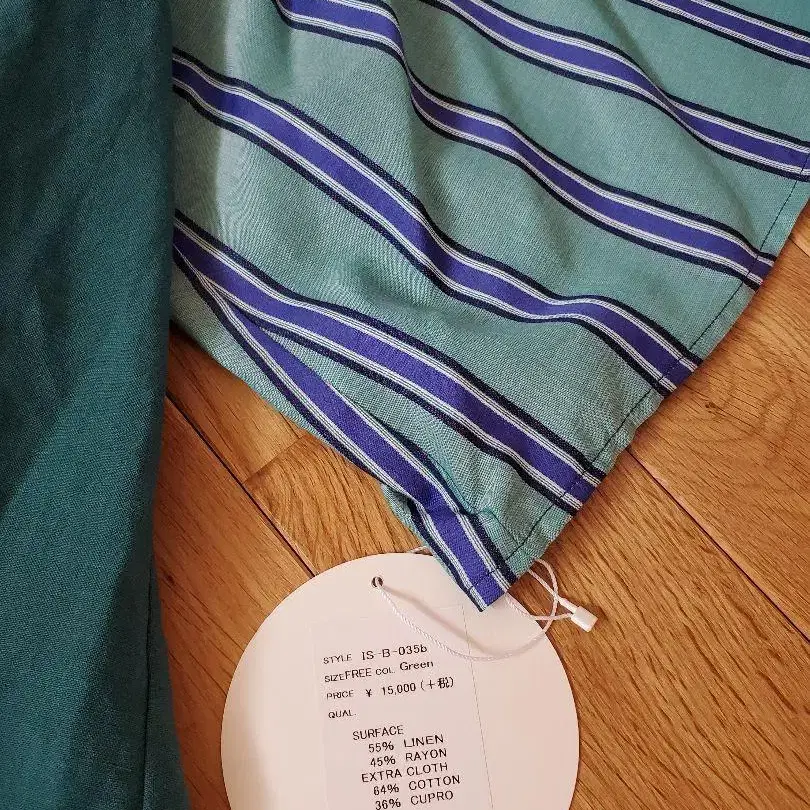 STYLE IS-B-035b
SIZE FREE COL. Green
PRICE ¥ 15,000 (+税)
QUAL.
SURFACE
55% LINEN
45% RAYON
EXTRA CLOTH
64% COTTON
36% CUPRO